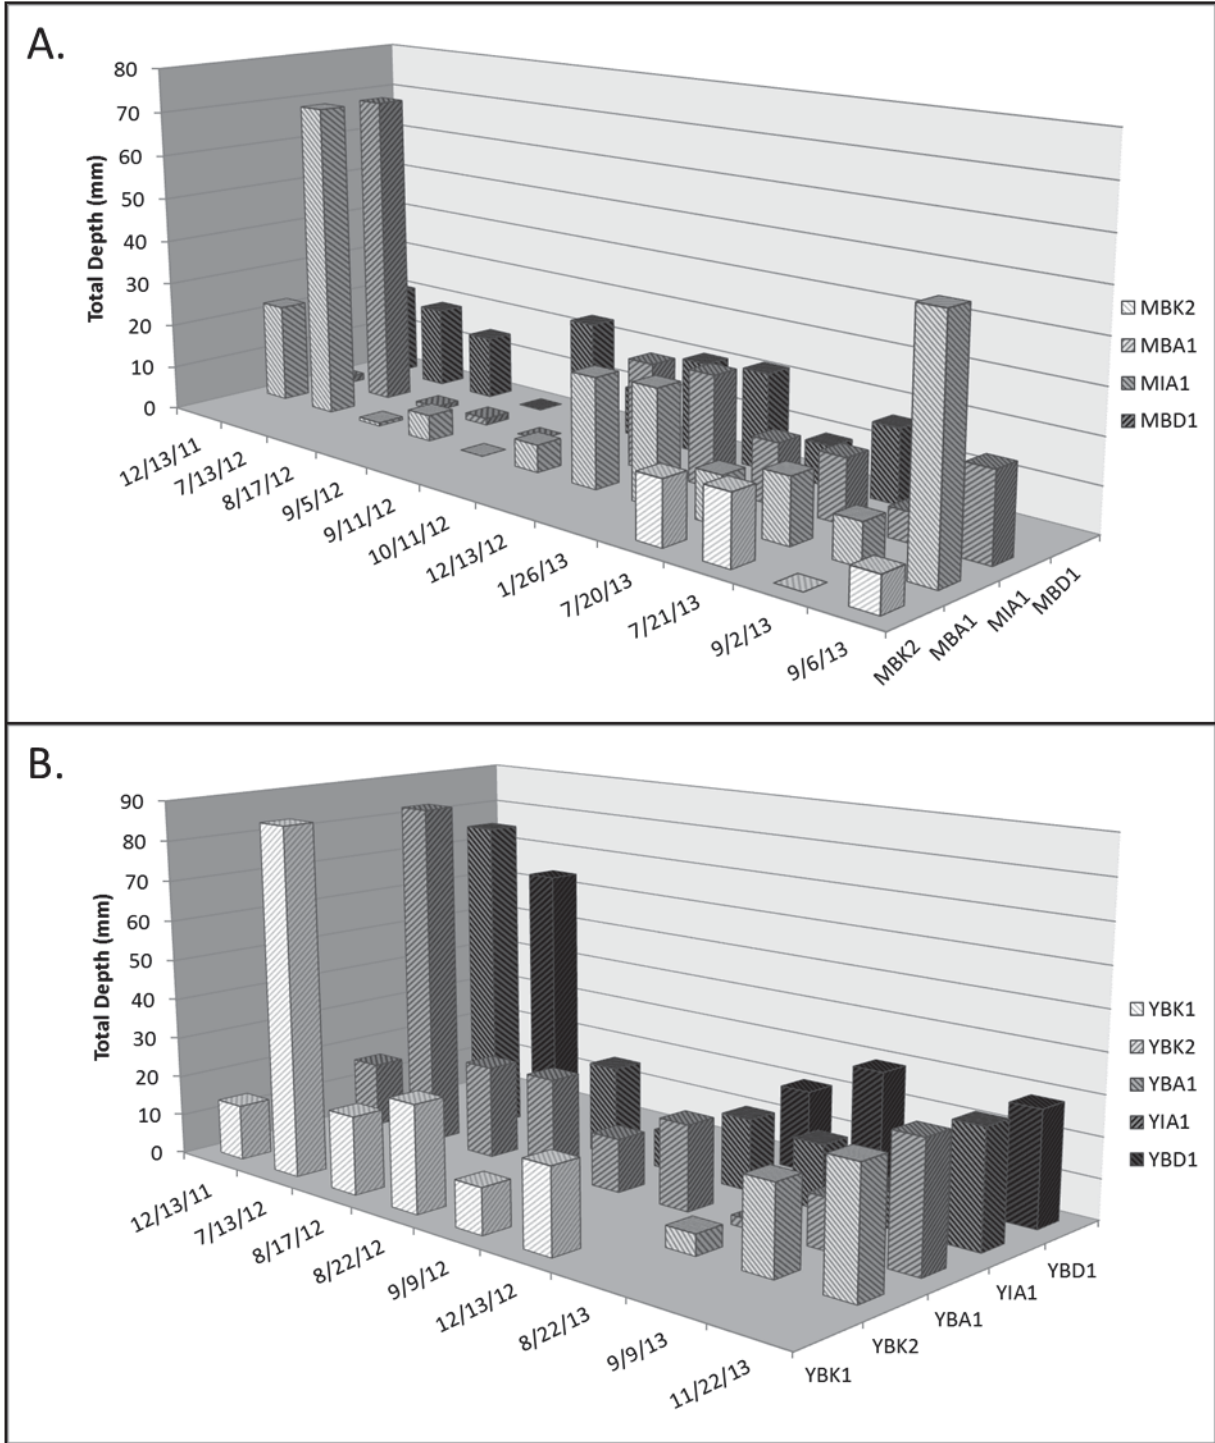 A.
80
70
60
50
40
30
20
10
0
Total Depth (mm)
12/13/11
7/13/12
8/17/12
9/5/12
9/11/12
10/11/12
12/13/12
1/26/13
7/20/13
7/21/13
9/2/13
9/6/13
MBK2
MBA1
MIA1
MBD1
MBK2
MBA1
MIA1
MBD1
B.
90
80
70
60
50
40
30
20
10
0
Total Depth (mm)
12/13/11
7/13/12
8/17/12
8/22/12
9/9/12
12/13/12
8/22/13
9/9/13
11/22/13
YBK1
YBK2
YBA1
YIA1
YBD1
YBK1
YBK2
YBA1
YIA1
YBD1